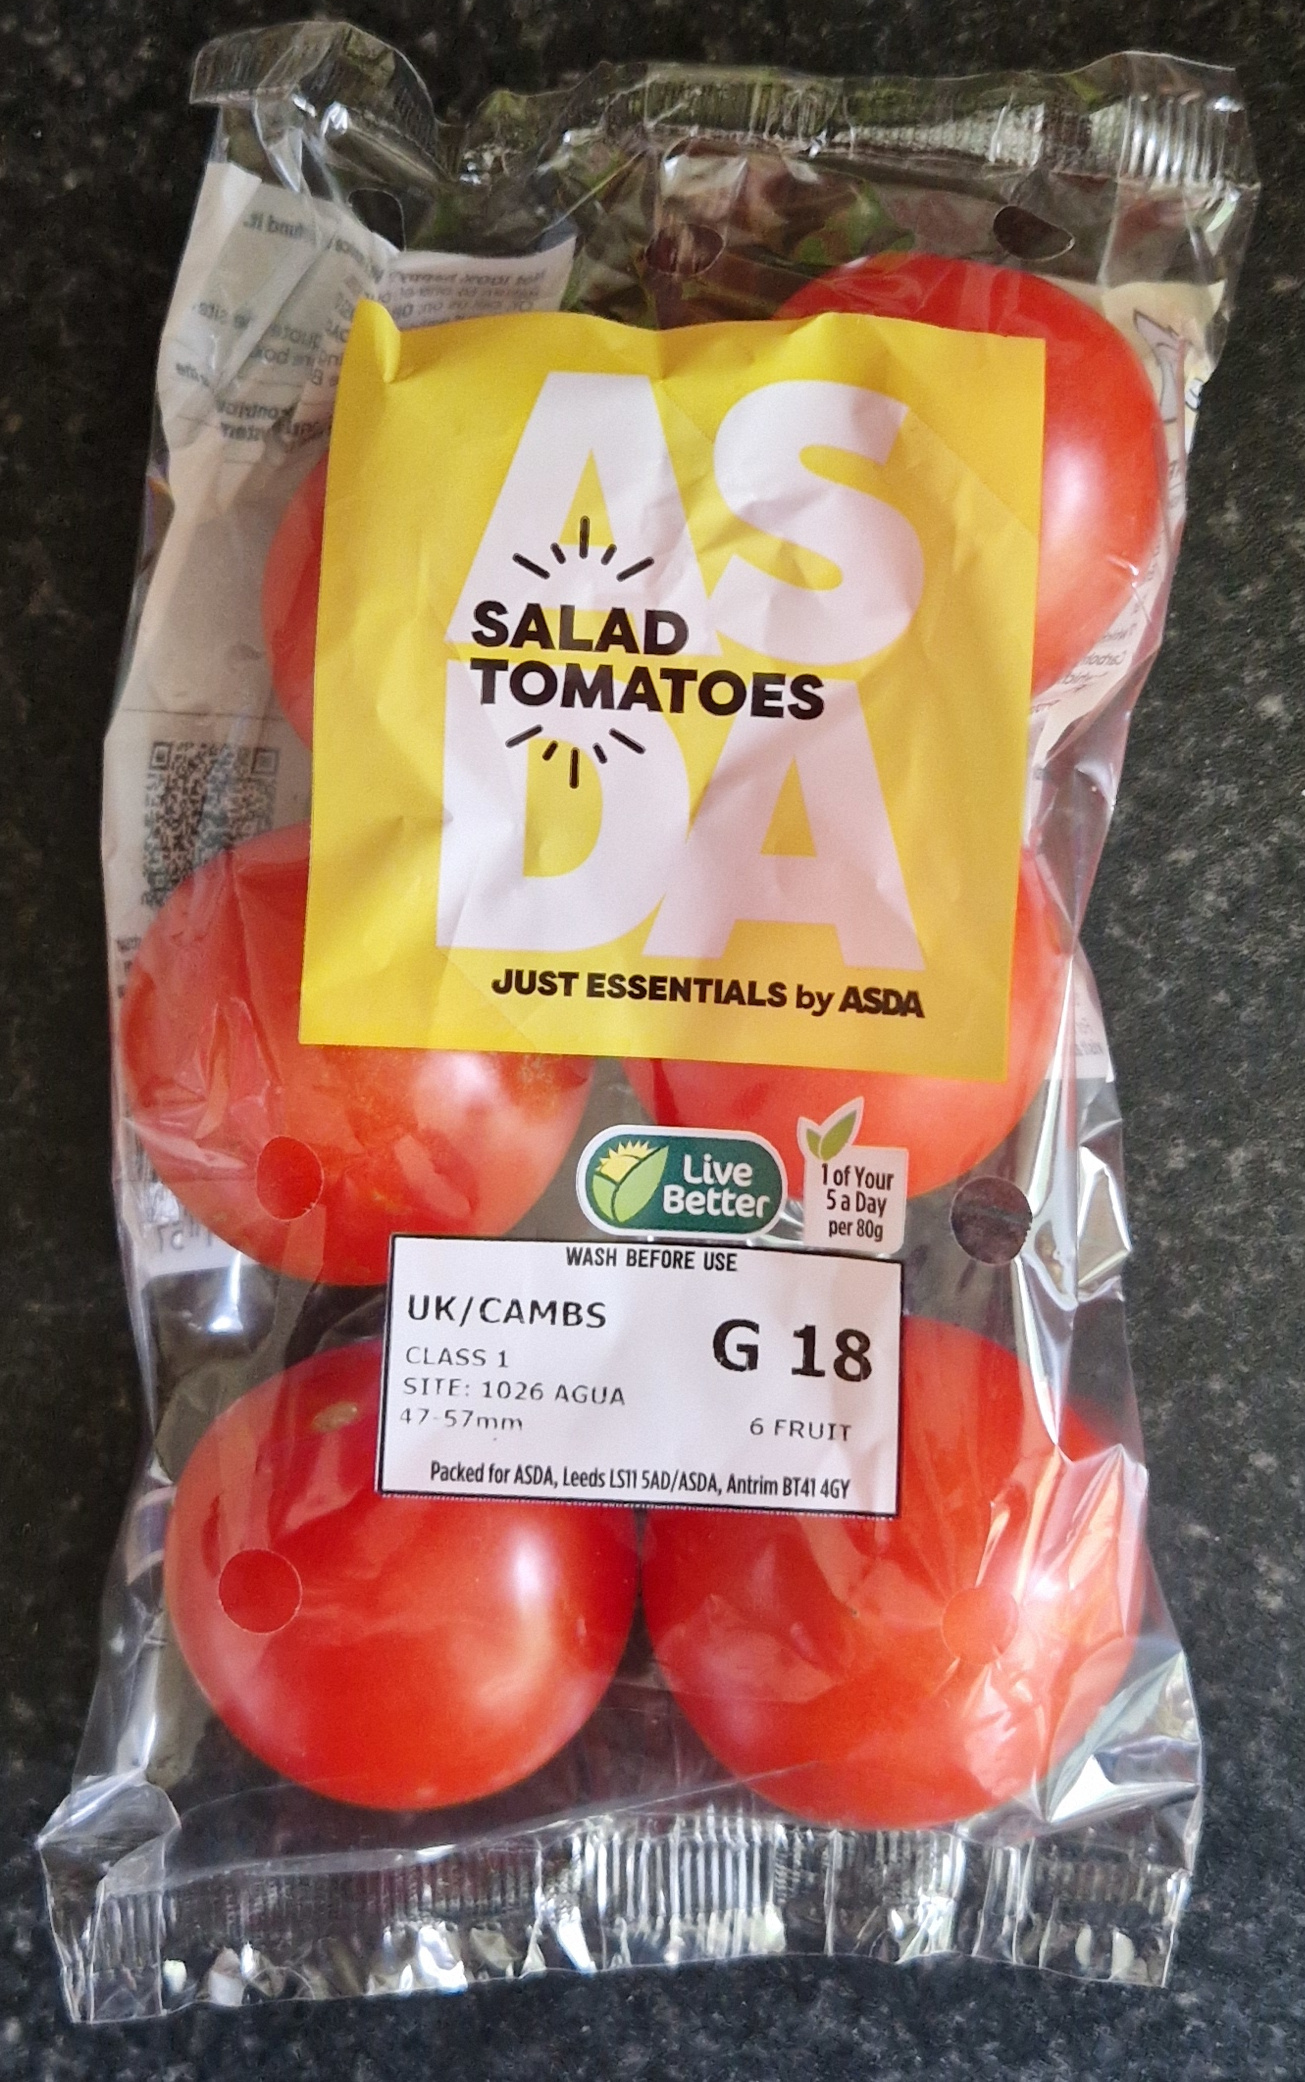 ASDA
SALAD
TOMATOES
JUST ESSENTIALS by ASDA
Live
Better
1 of Your
5 a Day
per 80g
WASH BEFORE USE
UK/CAMBS
G 18
CLASS 1
SITE: 1026 AGUA
47-57mm
6 FRUIT
Packed for ASDA, Leeds LS11 5AD/ASDA, Antrim BT41 4GY